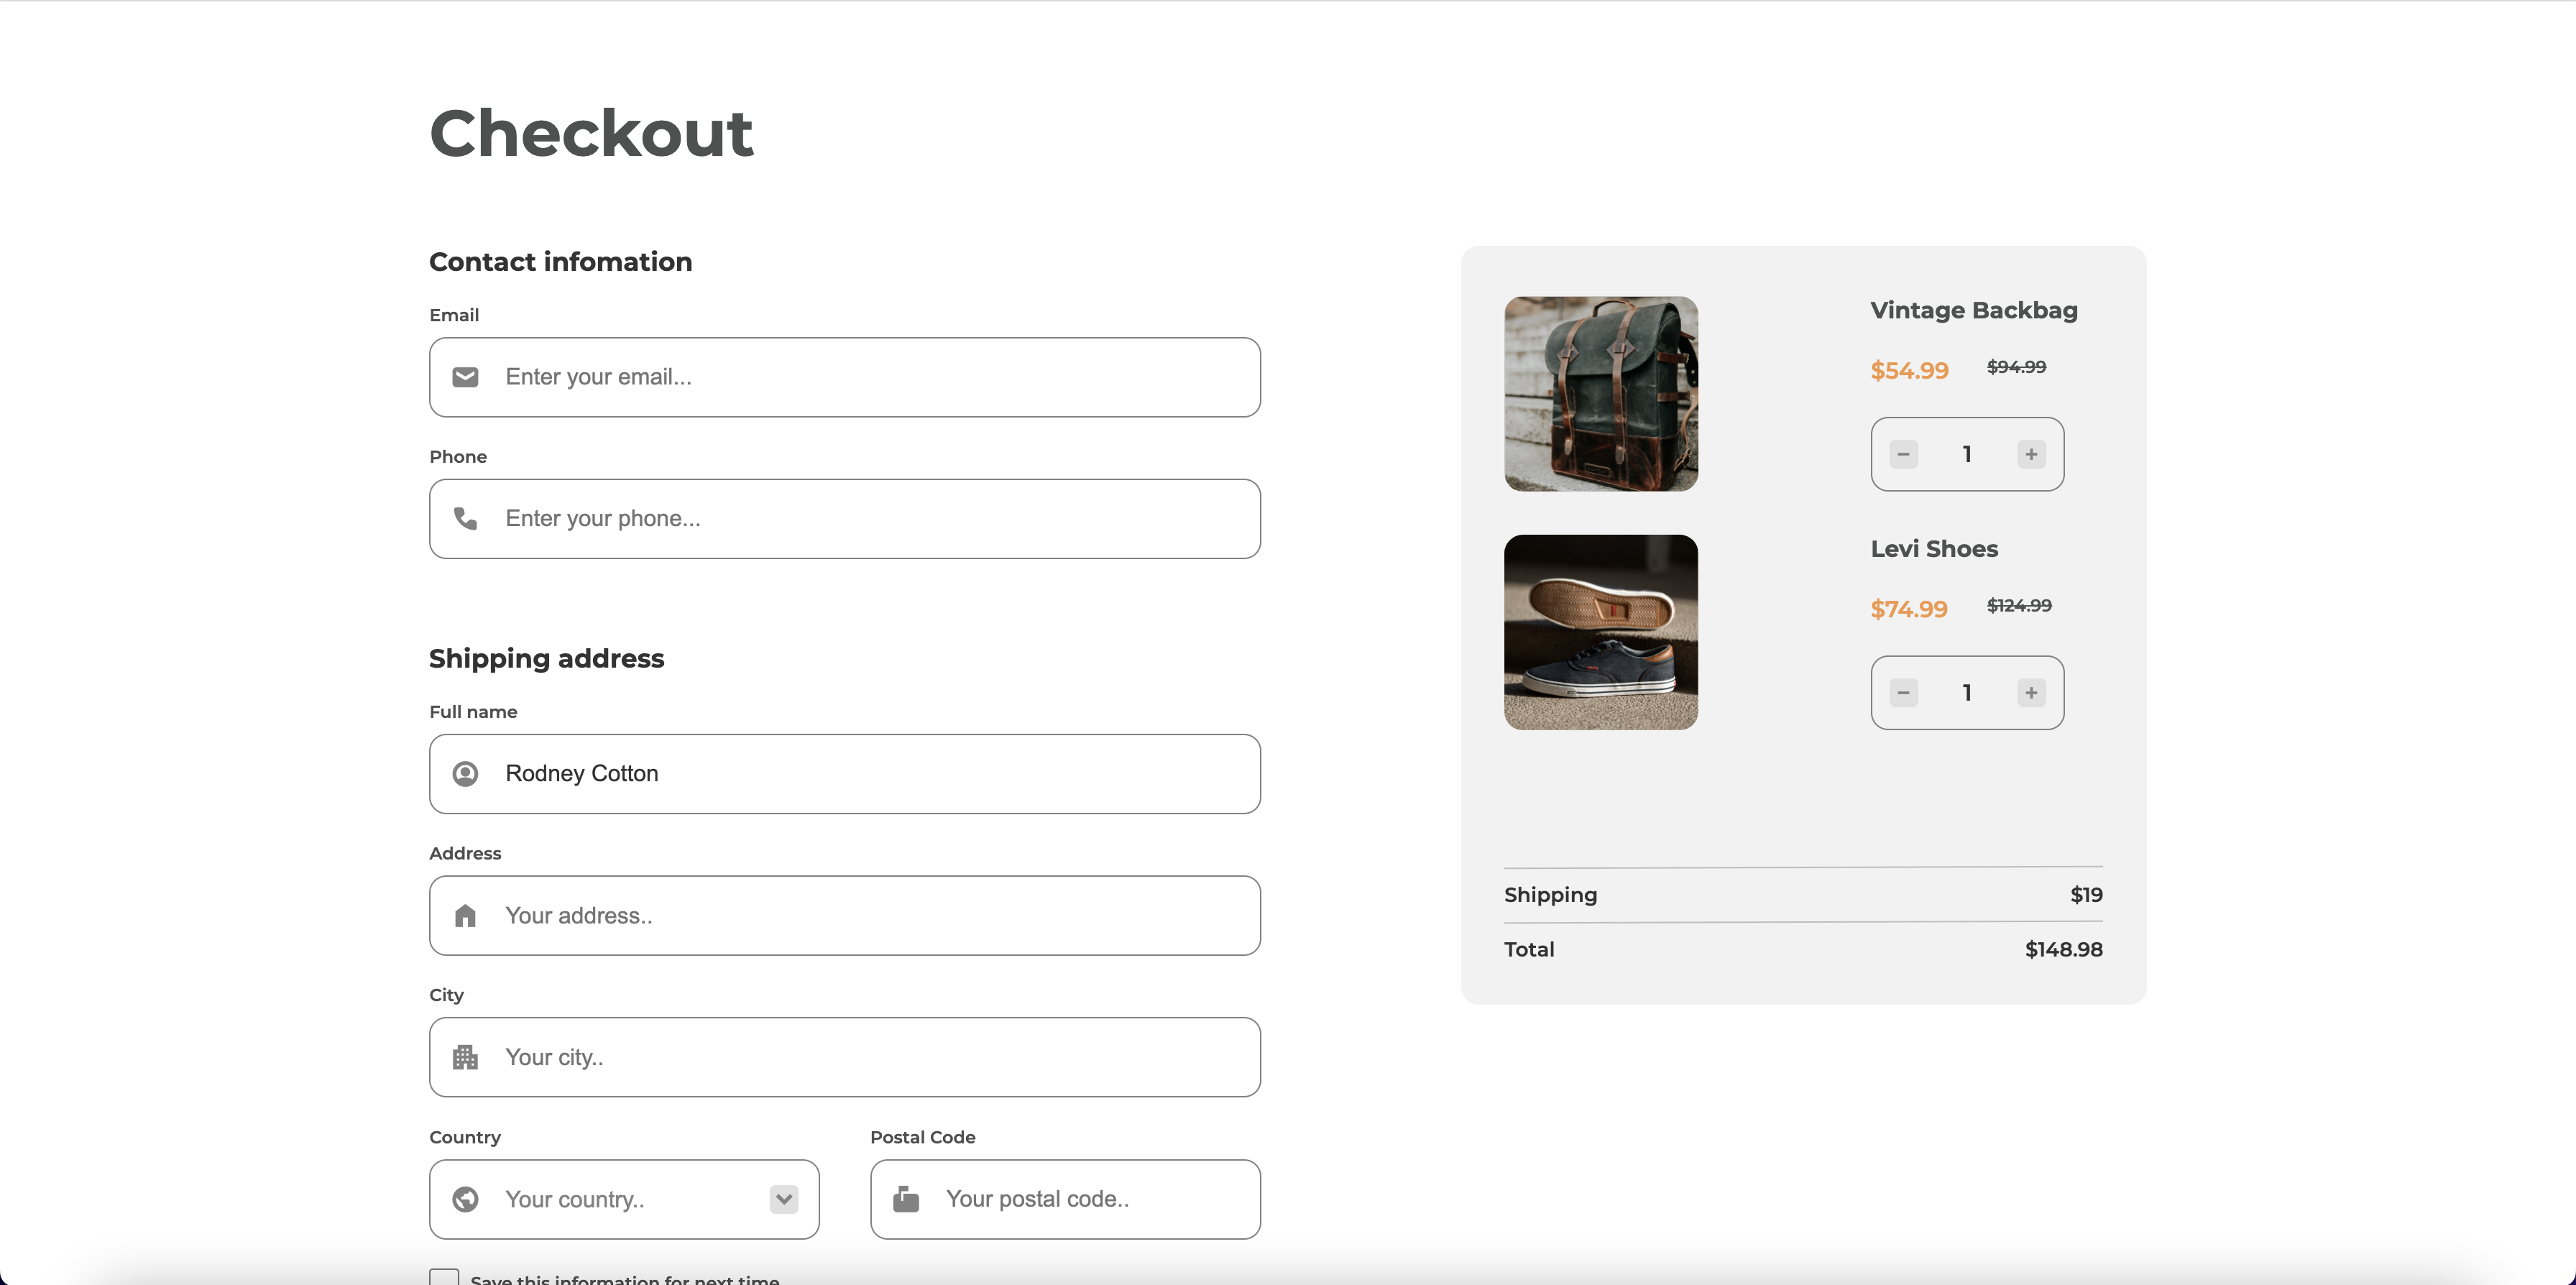 Checkout
Contact infomation
Email
Enter your email...
Phone
Enter your phone...
Shipping address
Full name
Rodney Cotton
Address
Your address..
City
Your city..
Country
Your country..
Postal Code
Your postal code..
Save this information for next time
Vintage Backbag
$54.99 $94.99
− 1 +
Levi Shoes
$74.99 $124.99
− 1 +
Shipping $19
Total $148.98